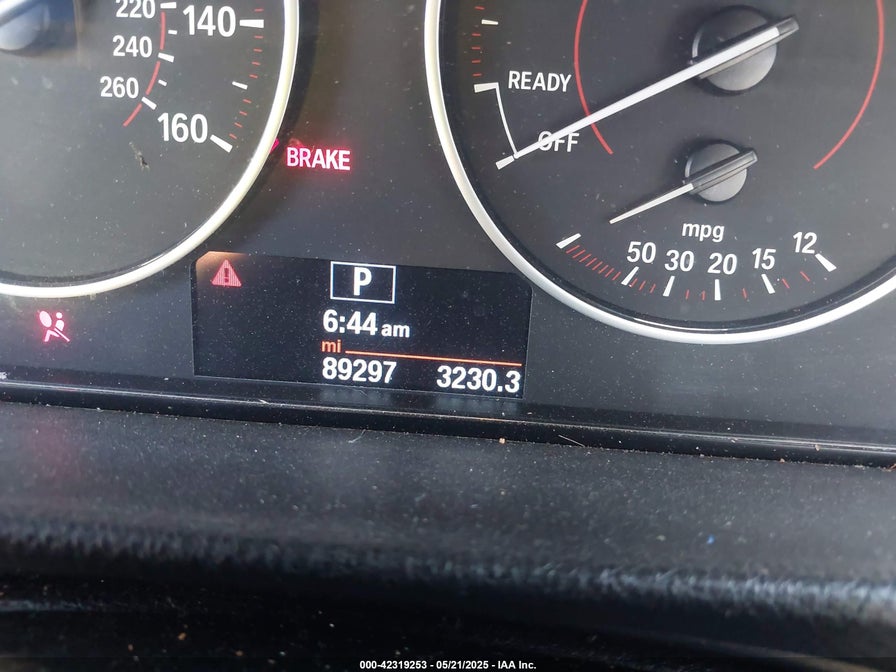 220
140
240
260
160
BRAKE
READY
OFF
mpg
50 30 20 15 12
P
6:44 am
mi
89297 3230.3
000-42319253 - 05/21/2025 - IAA Inc.